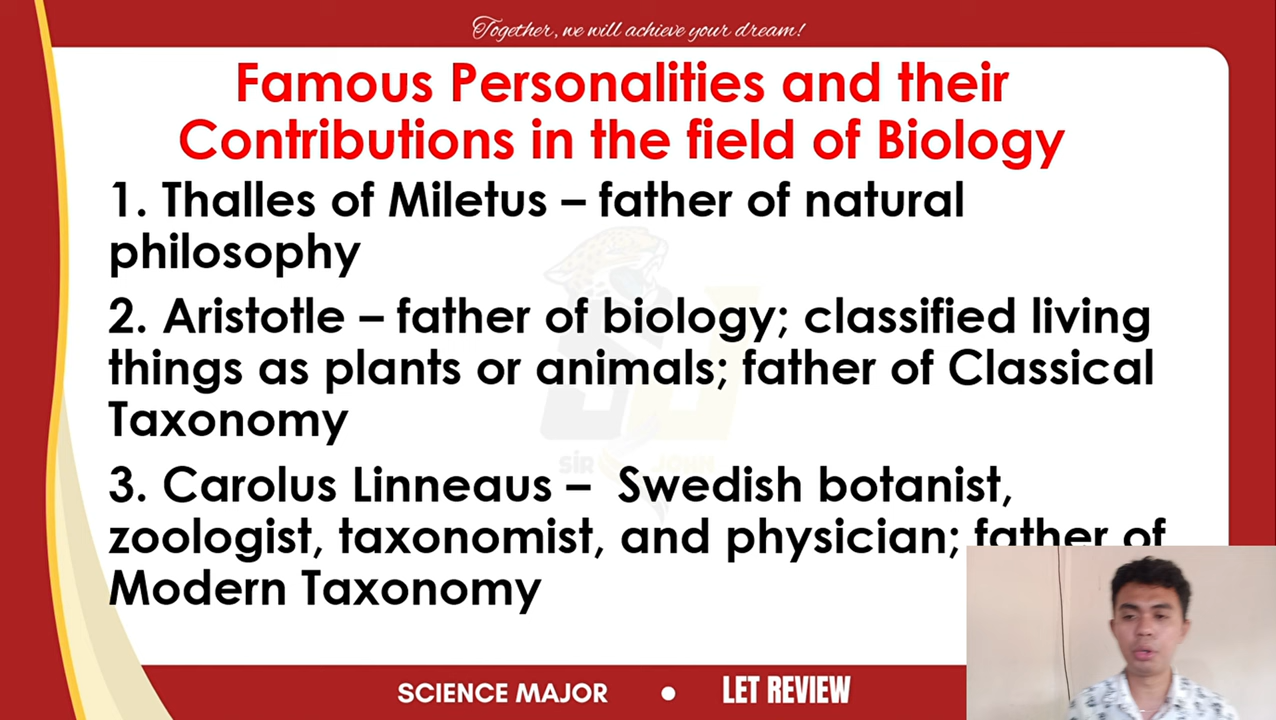 Together, we will achieve your dream!
Famous Personalities and their
Contributions in the field of Biology
1. Thalles of Miletus – father of natural
philosophy
2. Aristotle – father of biology; classified living
things as plants or animals; father of Classical
Taxonomy
3. Carolus Linneaus – Swedish botanist,
zoologist, taxonomist, and physician; father of
Modern Taxonomy
SIR JOHN
SCIENCE MAJOR • LET REVIEW